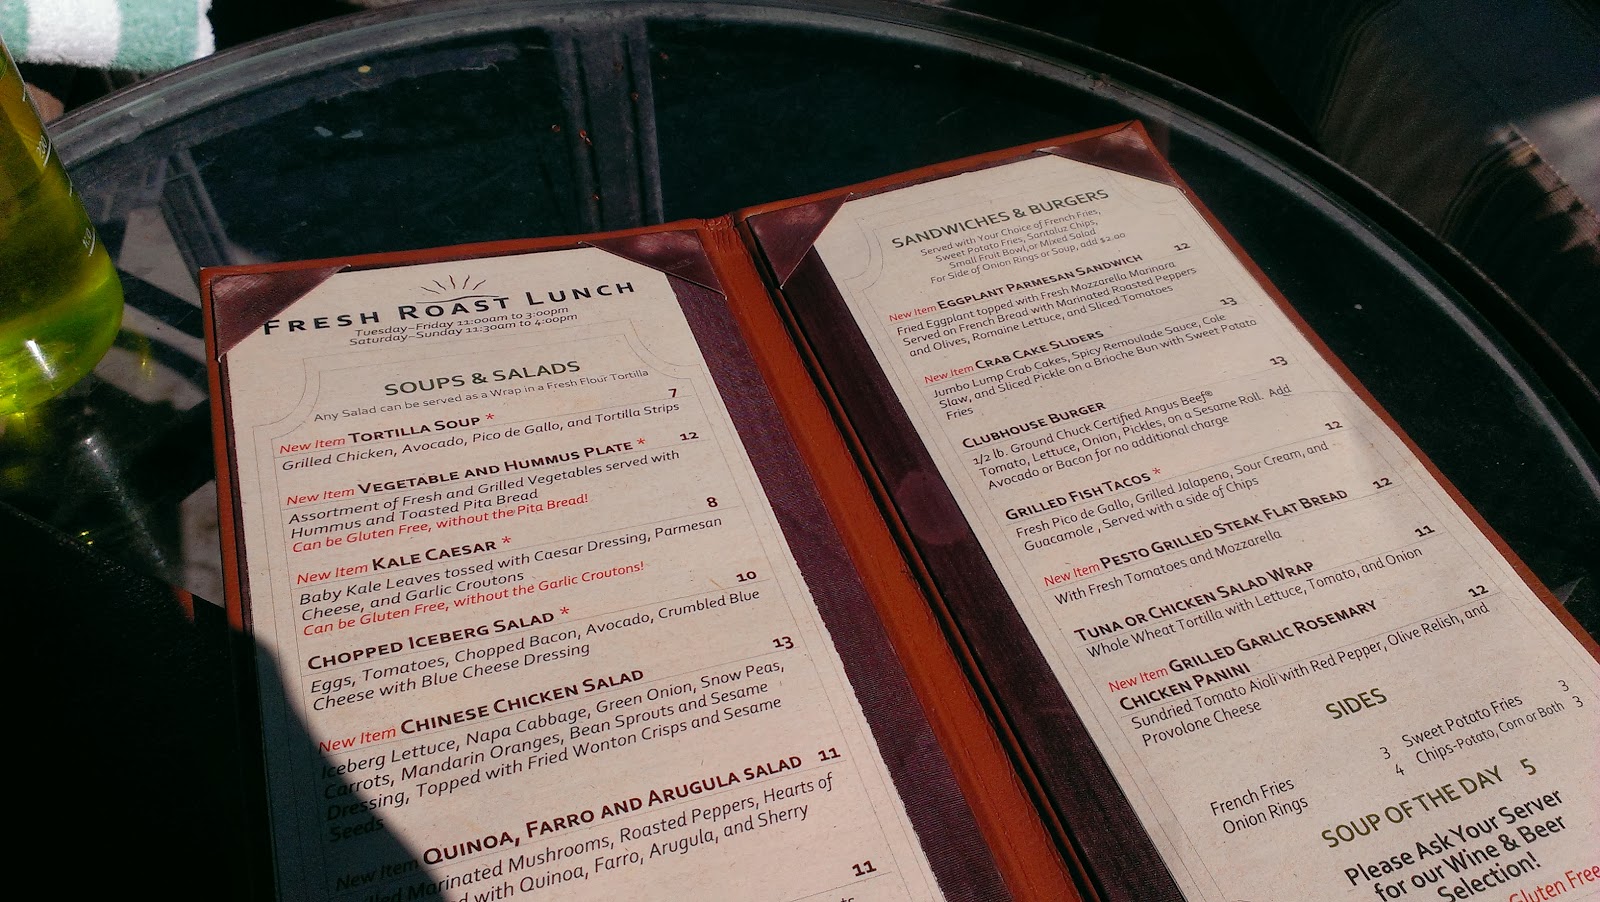 200
100
FRESH ROAST LUNCH
Tuesday–Friday 11:00am to 3:00pm
Saturday–Sunday 11:30am to 4:00pm
SOUPS & SALADS
Any Salad can be served as a Wrap in a Fresh Flour Tortilla
New Item TORTILLA SOUP * 7
Grilled Chicken, Avocado, Pico de Gallo, and Tortilla Strips
New Item VEGETABLE AND HUMMUS PLATE * 12
Assortment of Fresh and Grilled Vegetables served with
Hummus and Toasted Pita Bread
Can be Gluten Free, without the Pita Bread!
New Item KALE CAESAR * 8
Baby Kale Leaves tossed with Caesar Dressing, Parmesan
Cheese, and Garlic Croutons
Can be Gluten Free, without the Garlic Croutons!
CHOPPED ICEBERG SALAD * 10
Eggs, Tomatoes, Chopped Bacon, Avocado, Crumbled Blue
Cheese with Blue Cheese Dressing
New Item CHINESE CHICKEN SALAD 13
Iceberg Lettuce, Napa Cabbage, Green Onion, Snow Peas,
Carrots, Mandarin Oranges, Bean Sprouts and Sesame
Dressing, Topped with Fried Wonton Crisps and Sesame
Seeds
New Item QUINOA, FARRO AND ARUGULA SALAD 11
Marinated Mushrooms, Roasted Peppers, Hearts of
with Quinoa, Farro, Arugula, and Sherry
11
SANDWICHES & BURGERS
Served with Your Choice of French Fries,
Sweet Potato Fries, Santaluz Chips,
Small Fruit Bowl or Mixed Salad
For Side of Onion Rings or Soup, add $2.00
New Item EGGPLANT PARMESAN SANDWICH 12
Fried Eggplant topped with Fresh Mozzarella Marinara
Served on French Bread with Marinated Roasted Peppers
and Olives, Romaine Lettuce, and Sliced Tomatoes
New Item CRAB CAKE SLIDERS 13
Jumbo Lump Crab Cakes, Spicy Remoulade Sauce, Cole
Slaw, and Sliced Pickle on a Brioche Bun with Sweet Potato
Fries
CLUBHOUSE BURGER 13
1/2 lb. Ground Chuck Certified Angus Beef®
Tomato, Lettuce, Onion, Pickles, on a Sesame Roll. Add
Avocado or Bacon for no additional charge
GRILLED FISH TACOS * 12
Fresh Pico de Gallo, Grilled Jalapeno, Sour Cream, and
Guacamole , Served with a side of Chips
New Item PESTO GRILLED STEAK FLAT BREAD 12
With Fresh Tomatoes and Mozzarella
TUNA OR CHICKEN SALAD WRAP 11
Whole Wheat Tortilla with Lettuce, Tomato, and Onion
New Item GRILLED GARLIC ROSEMARY 12
CHICKEN PANINI
Sundried Tomato Aioli with Red Pepper, Olive Relish, and
Provolone Cheese
SIDES
French Fries 3 Sweet Potato Fries 3
Onion Rings 4 Chips-Potato, Corn or Both 3
SOUP OF THE DAY 5
Please Ask Your Server
for our Wine & Beer
Selection!
Gluten Free